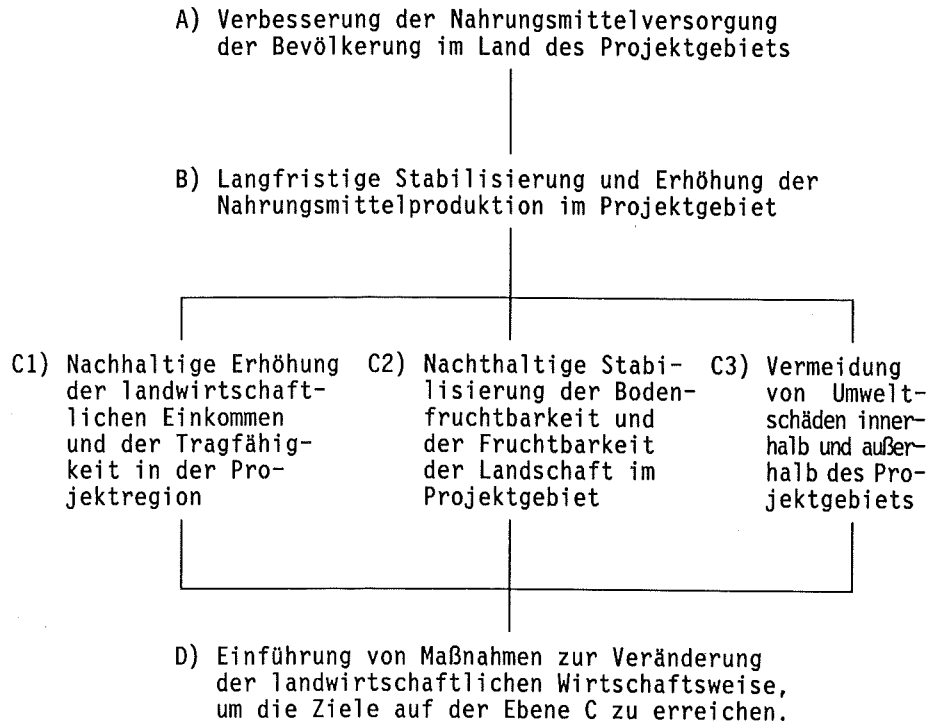 A) Verbesserung der Nahrungsmittelversorgung
der Bevölkerung im Land des Projektgebiets
B) Langfristige Stabilisierung und Erhöhung der
Nahrungsmittelproduktion im Projektgebiet
C1) Nachhaltige Erhöhung
der landwirtschaft-
lichen Einkommen
und der Tragfähig-
keit in der Pro-
jektregion
C2) Nachthaltige Stabi-
lisierung der Boden-
fruchtbarkeit und
der Fruchtbarkeit
der Landschaft im
Projektgebiet
C3) Vermeidung
von Umwelt-
schäden inner-
halb und außer-
halb des Pro-
jektgebiets
D) Einführung von Maßnahmen zur Veränderung
der landwirtschaftlichen Wirtschaftsweise,
um die Ziele auf der Ebene C zu erreichen.